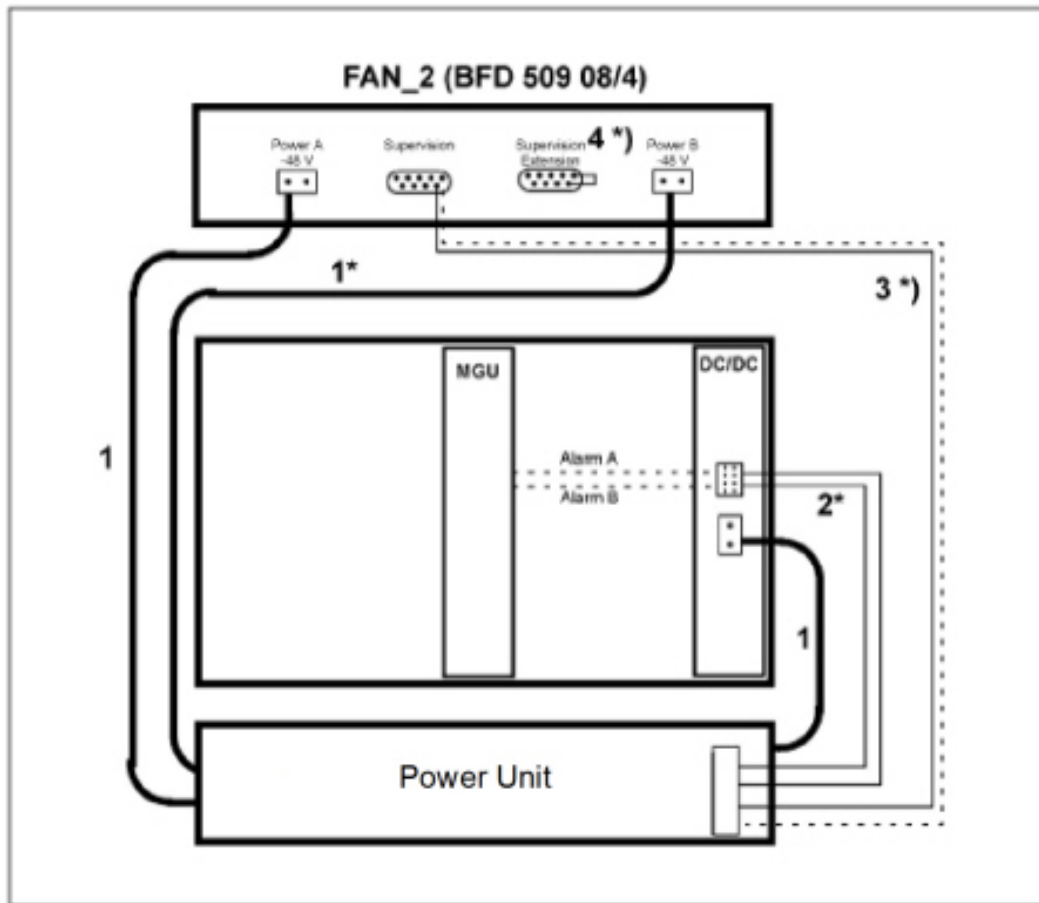 FAN_2 (BFD 509 08/4)
Power A
-48 V
Supervision
Supervision
Extension
4 *)
Power B
-48 V
1*
3 *)
MGU
DC/DC
1
Alarm A
Alarm B
2*
1
Power Unit